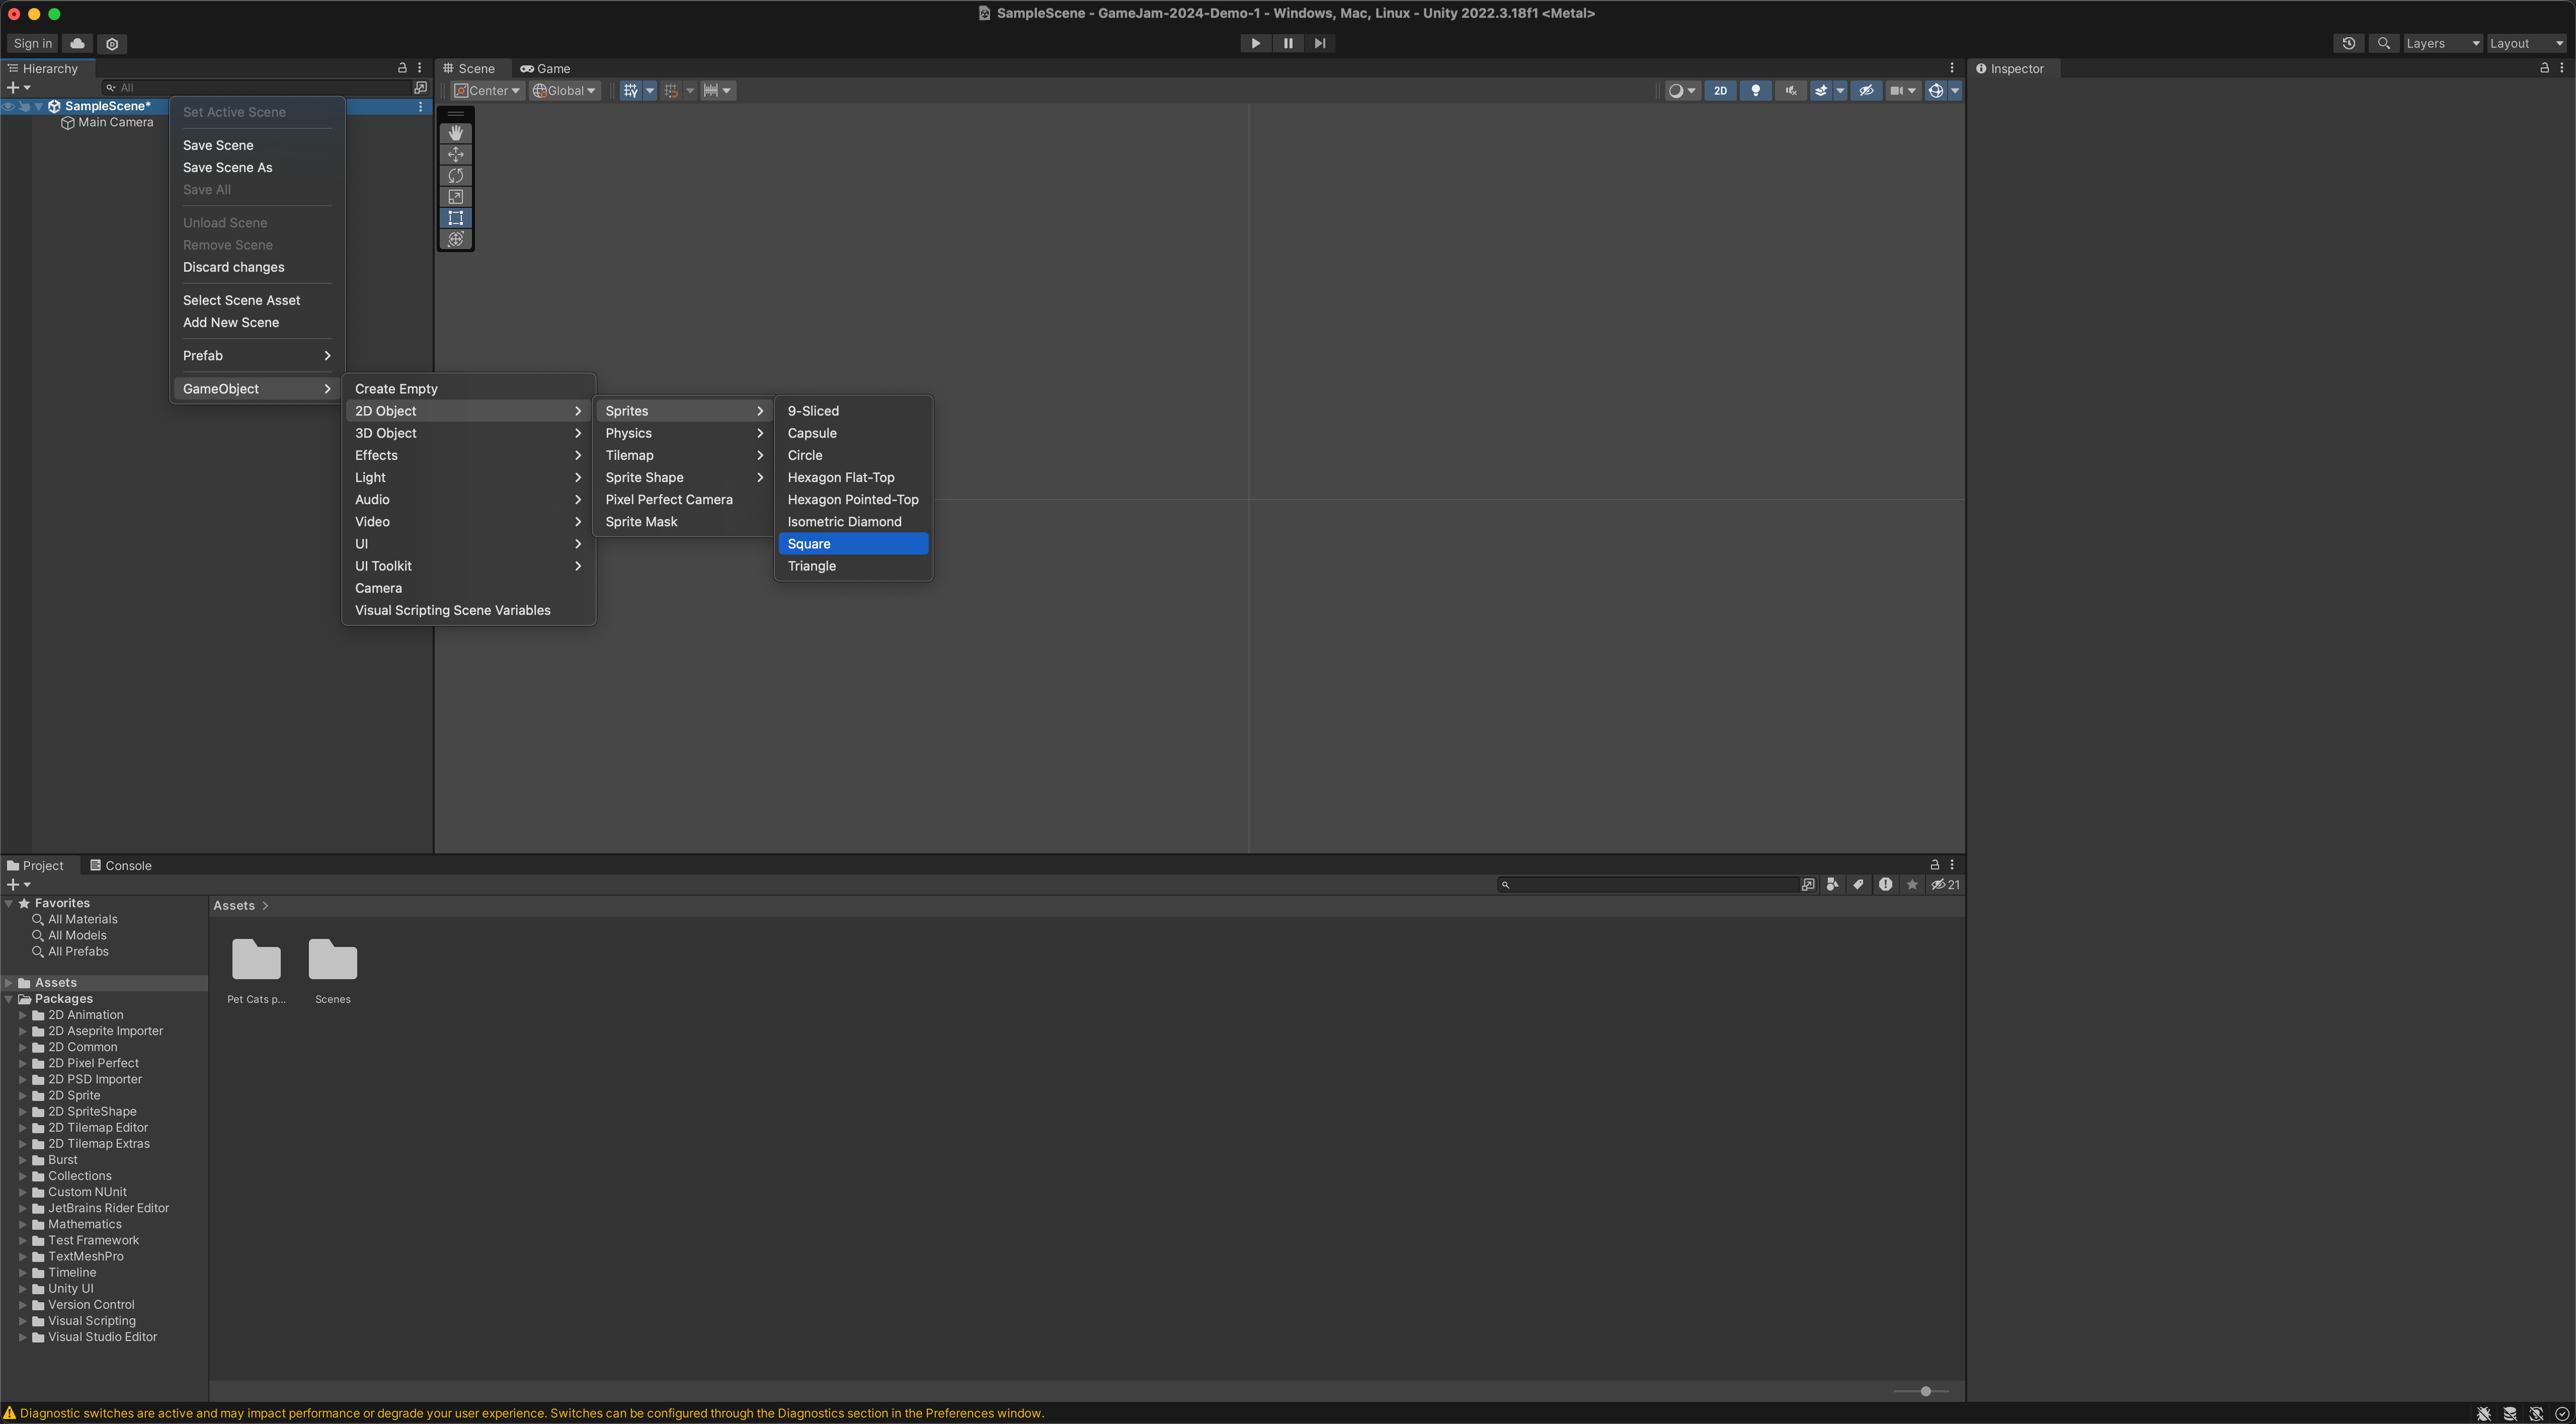 SampleScene - GameJam-2024-Demo-1 - Windows, Mac, Linux - Unity 2022.3.18f1 <Metal>
Sign in
Layers
Layout
Hierarchy
All
SampleScene*
Main Camera
Set Active Scene
Save Scene
Save Scene As
Save All
Unload Scene
Remove Scene
Discard changes
Select Scene Asset
Add New Scene
Prefab
GameObject
Create Empty
2D Object
3D Object
Effects
Light
Audio
Video
UI
UI Toolkit
Camera
Visual Scripting Scene Variables
Sprites
Physics
Tilemap
Sprite Shape
Pixel Perfect Camera
Sprite Mask
9-Sliced
Capsule
Circle
Hexagon Flat-Top
Hexagon Pointed-Top
Isometric Diamond
Square
Triangle
Scene
Game
Center
Global
2D
Inspector
Project
Console
21
Favorites
All Materials
All Models
All Prefabs
Assets
Packages
2D Animation
2D Aseprite Importer
2D Common
2D Pixel Perfect
2D PSD Importer
2D Sprite
2D SpriteShape
2D Tilemap Editor
2D Tilemap Extras
Burst
Collections
Custom NUnit
JetBrains Rider Editor
Mathematics
Test Framework
TextMeshPro
Timeline
Unity UI
Version Control
Visual Scripting
Visual Studio Editor
Assets
Pet Cats p...
Scenes
Diagnostic switches are active and may impact performance or degrade your user experience. Switches can be configured through the Diagnostics section in the Preferences window.